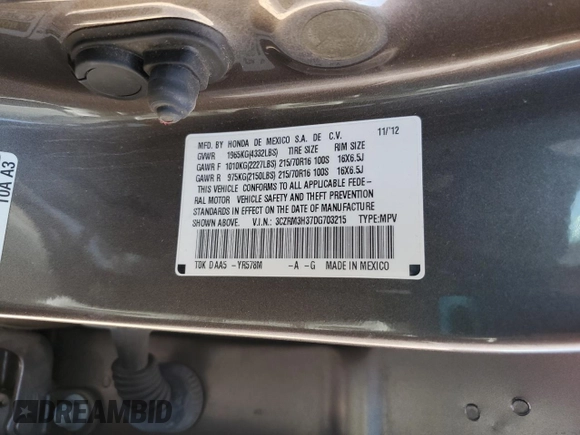 MFD. BY HONDA DE MEXICO S.A. DE C.V. 11/'12
GVWR 1965KG(4332LBS) TIRE SIZE RIM SIZE
GAWR F 1010KG(2227LBS) 215/70R16 100S 16X6.5J
GAWR R 975KG(2150LBS) 215/70R16 100S 16X6.5J
THIS VEHICLE CONFORMS TO ALL APPLICABLE FEDE-
RAL MOTOR VEHICLE SAFETY AND THEFT PREVENTION
STANDARDS IN EFFECT ON THE DATE OF MANUFACTURE
SHOWN ABOVE. V.I.N.: 3CZRM3H37DG703215 TYPE:MPV
TDK DAA5 -YR578M -A -G MADE IN MEXICO
10A A3
DREAMBID